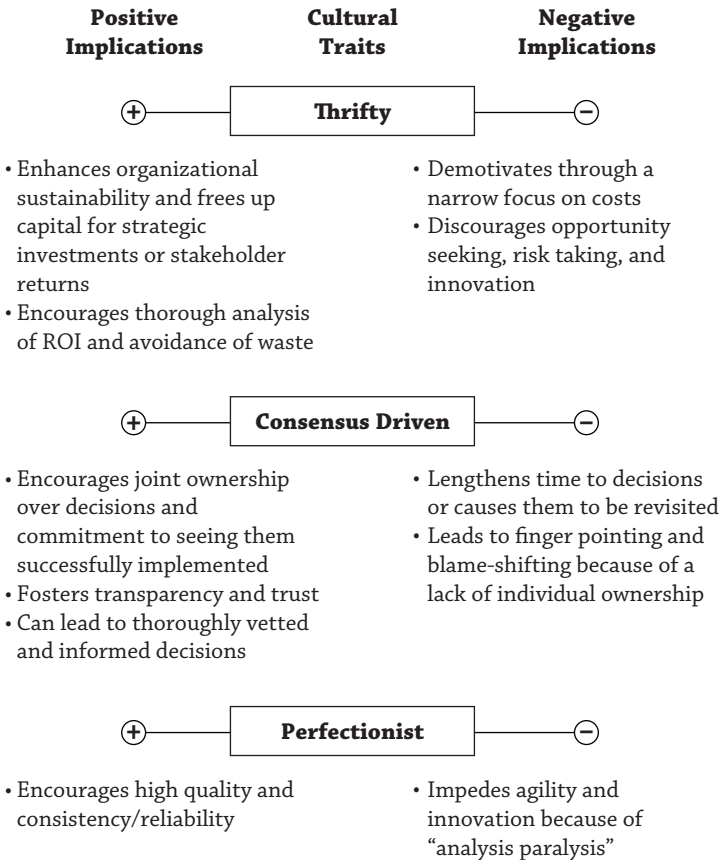 Positive Implications
Cultural Traits
Negative Implications
+
Thrifty
−
• Enhances organizational
sustainability and frees up
capital for strategic
investments or stakeholder
returns
• Encourages thorough analysis
of ROI and avoidance of waste
• Demotivates through a
narrow focus on costs
• Discourages opportunity
seeking, risk taking, and
innovation
+
Consensus Driven
−
• Encourages joint ownership
over decisions and
commitment to seeing them
successfully implemented
• Fosters transparency and trust
• Can lead to thoroughly vetted
and informed decisions
• Lengthens time to decisions
or causes them to be revisited
• Leads to finger pointing and
blame-shifting because of a
lack of individual ownership
+
Perfectionist
−
• Encourages high quality and
consistency/reliability
• Impedes agility and
innovation because of
“analysis paralysis”